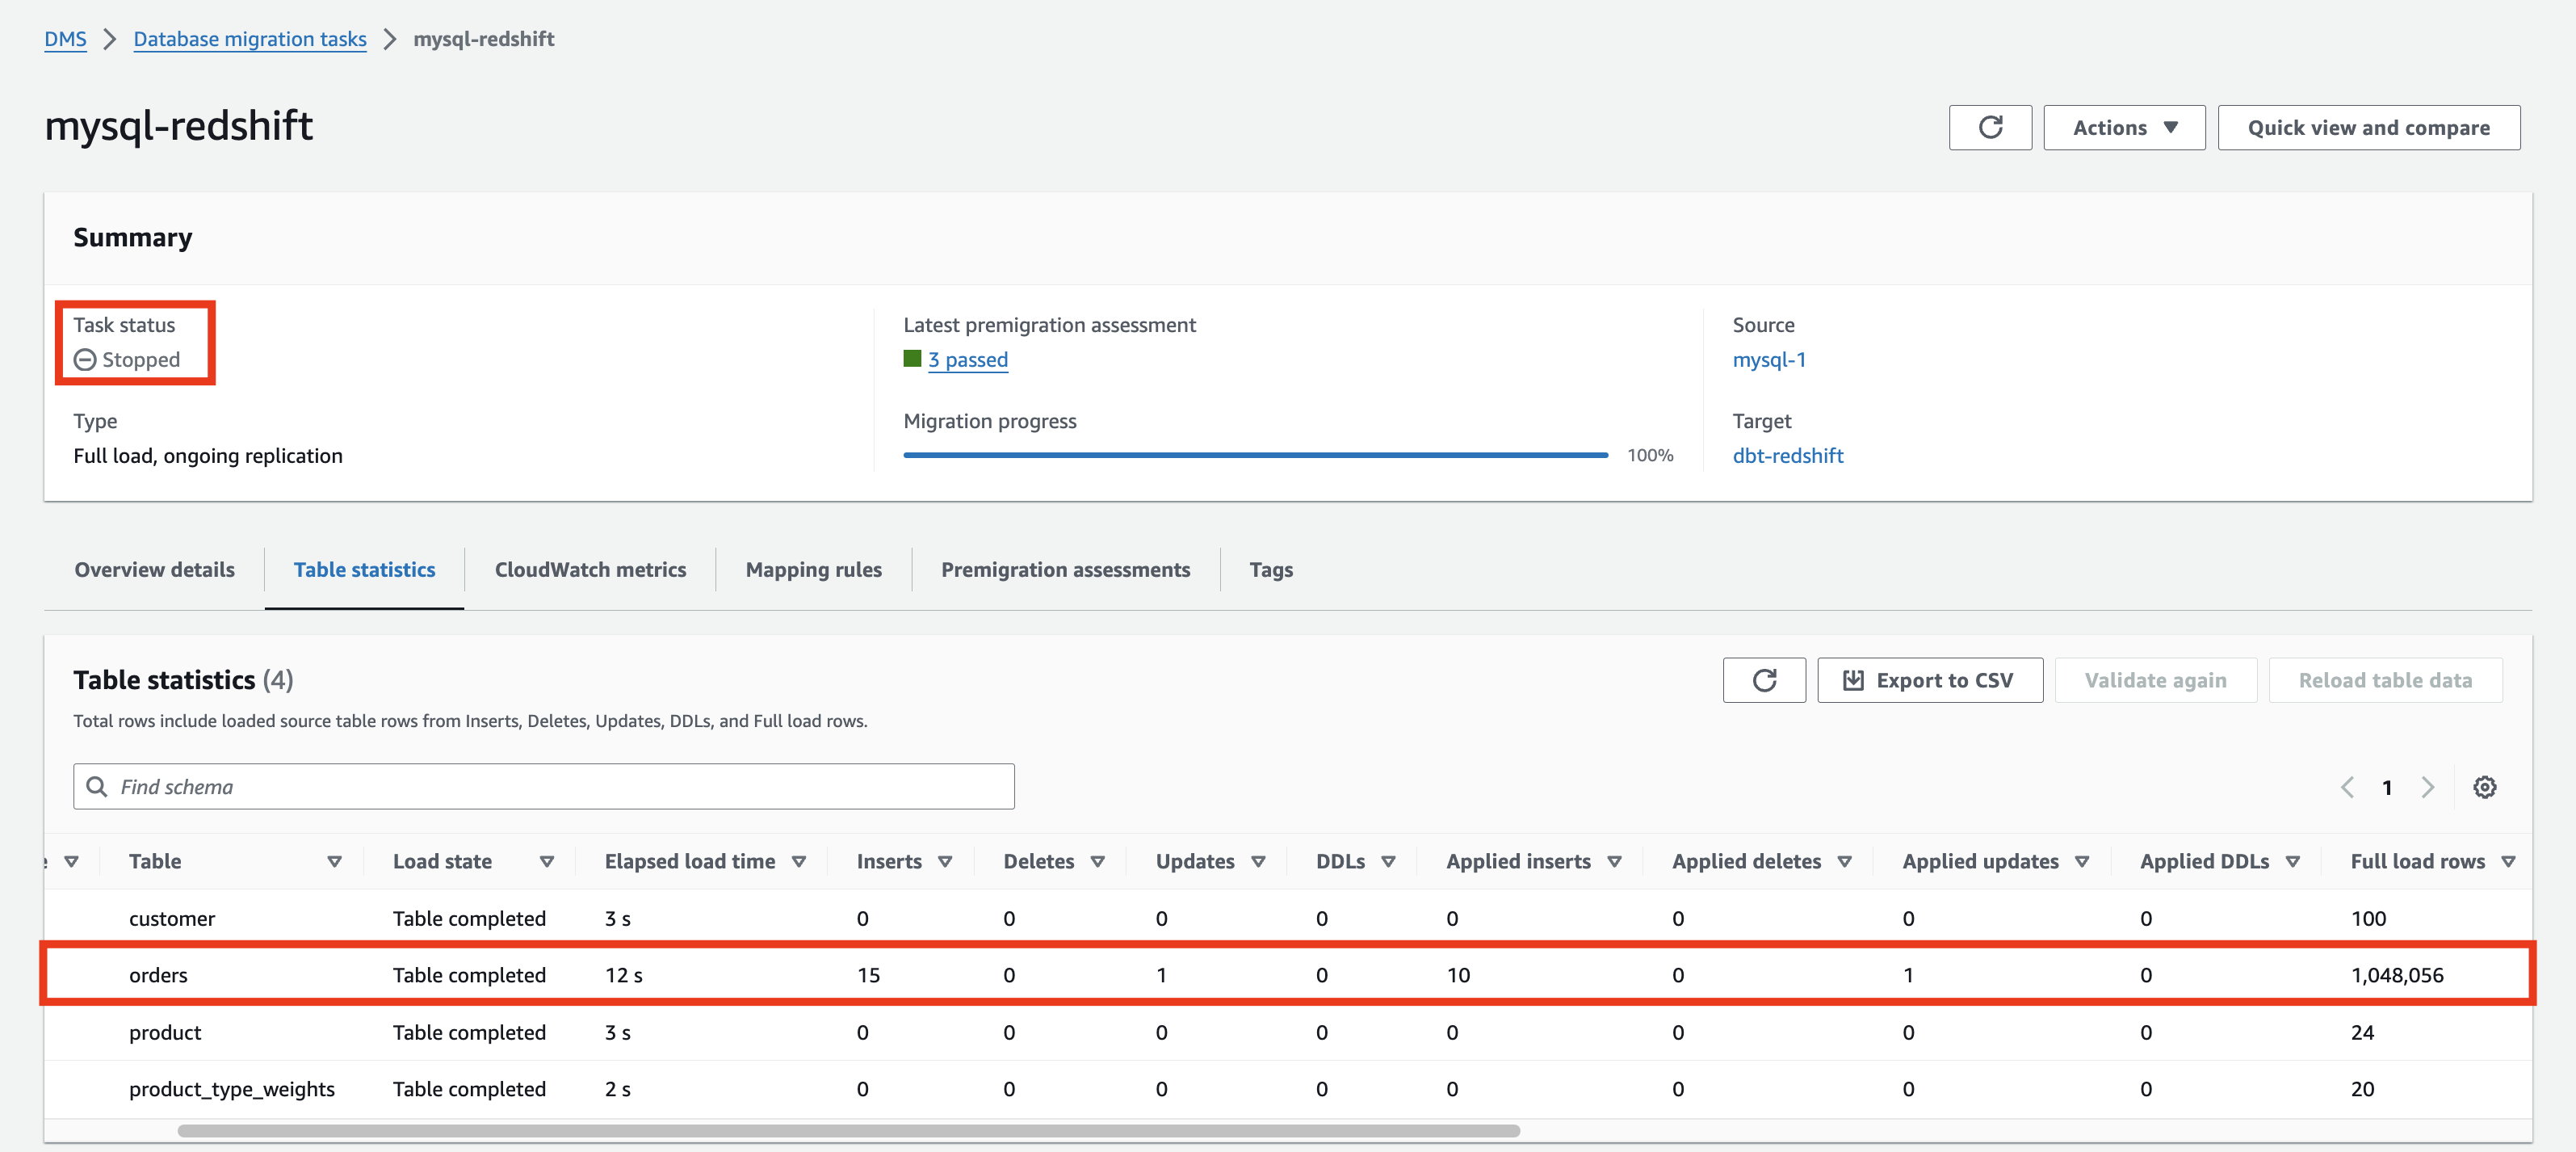 DMS > Database migration tasks > mysql-redshift
mysql-redshift
Actions
Quick view and compare
Summary
Task status
Stopped
Type
Full load, ongoing replication
Latest premigration assessment
3 passed
Migration progress
100%
Source
mysql-1
Target
dbt-redshift
Overview details
Table statistics
CloudWatch metrics
Mapping rules
Premigration assessments
Tags
Table statistics (4)
Export to CSV
Validate again
Reload table data
Total rows include loaded source table rows from Inserts, Deletes, Updates, DDLs, and Full load rows.
Find schema
1
Table Load state Elapsed load time Inserts Deletes Updates DDLs Applied inserts Applied deletes Applied updates Applied DDLs Full load rows
customer Table completed 3 s 0 0 0 0 0 0 0 0 100
orders Table completed 12 s 15 0 1 0 10 0 1 0 1,048,056
product Table completed 3 s 0 0 0 0 0 0 0 0 24
product_type_weights Table completed 2 s 0 0 0 0 0 0 0 0 20